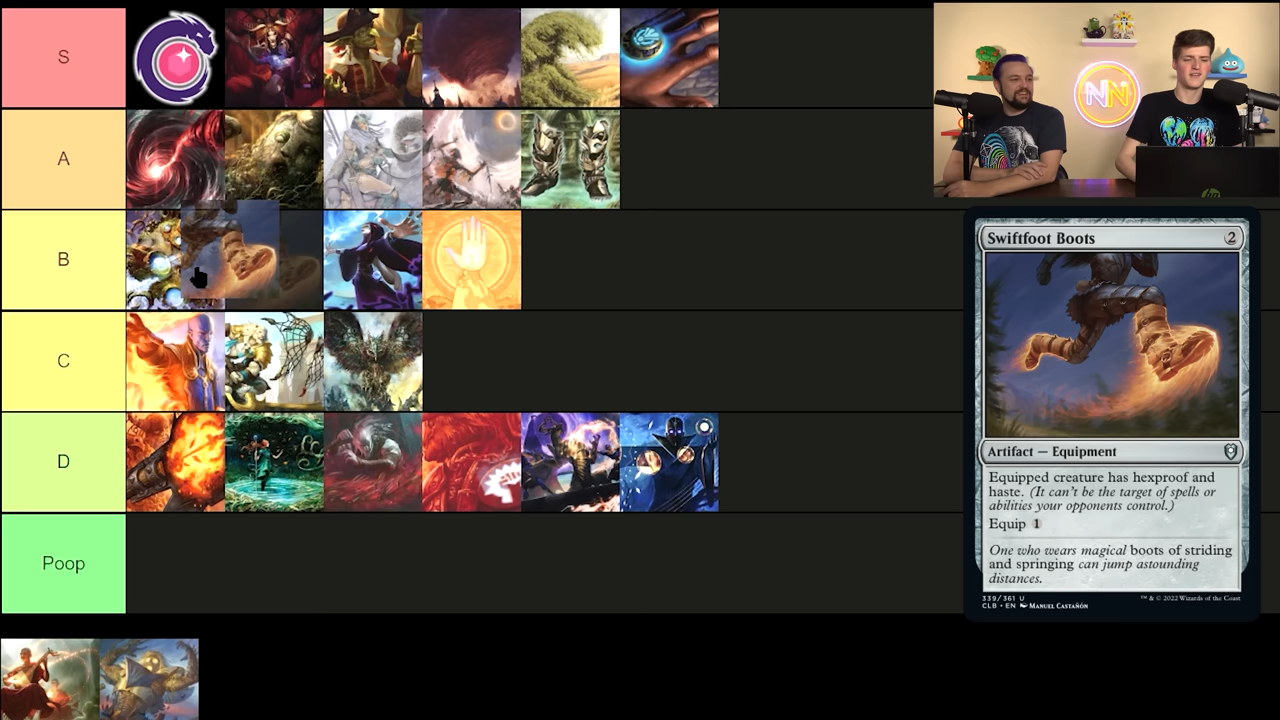 S
A
B
C
D
Poop
NN
hp
Swiftfoot Boots 2
Artifact — Equipment
Equipped creature has hexproof and
haste. (It can't be the target of spells or
abilities your opponents control.)
Equip 1
One who wears magical boots of striding
and springing can jump astounding
distances.
339/361 U
CLB • EN MANUEL CASTAÑÓN
™ & © 2022 Wizards of the Coast